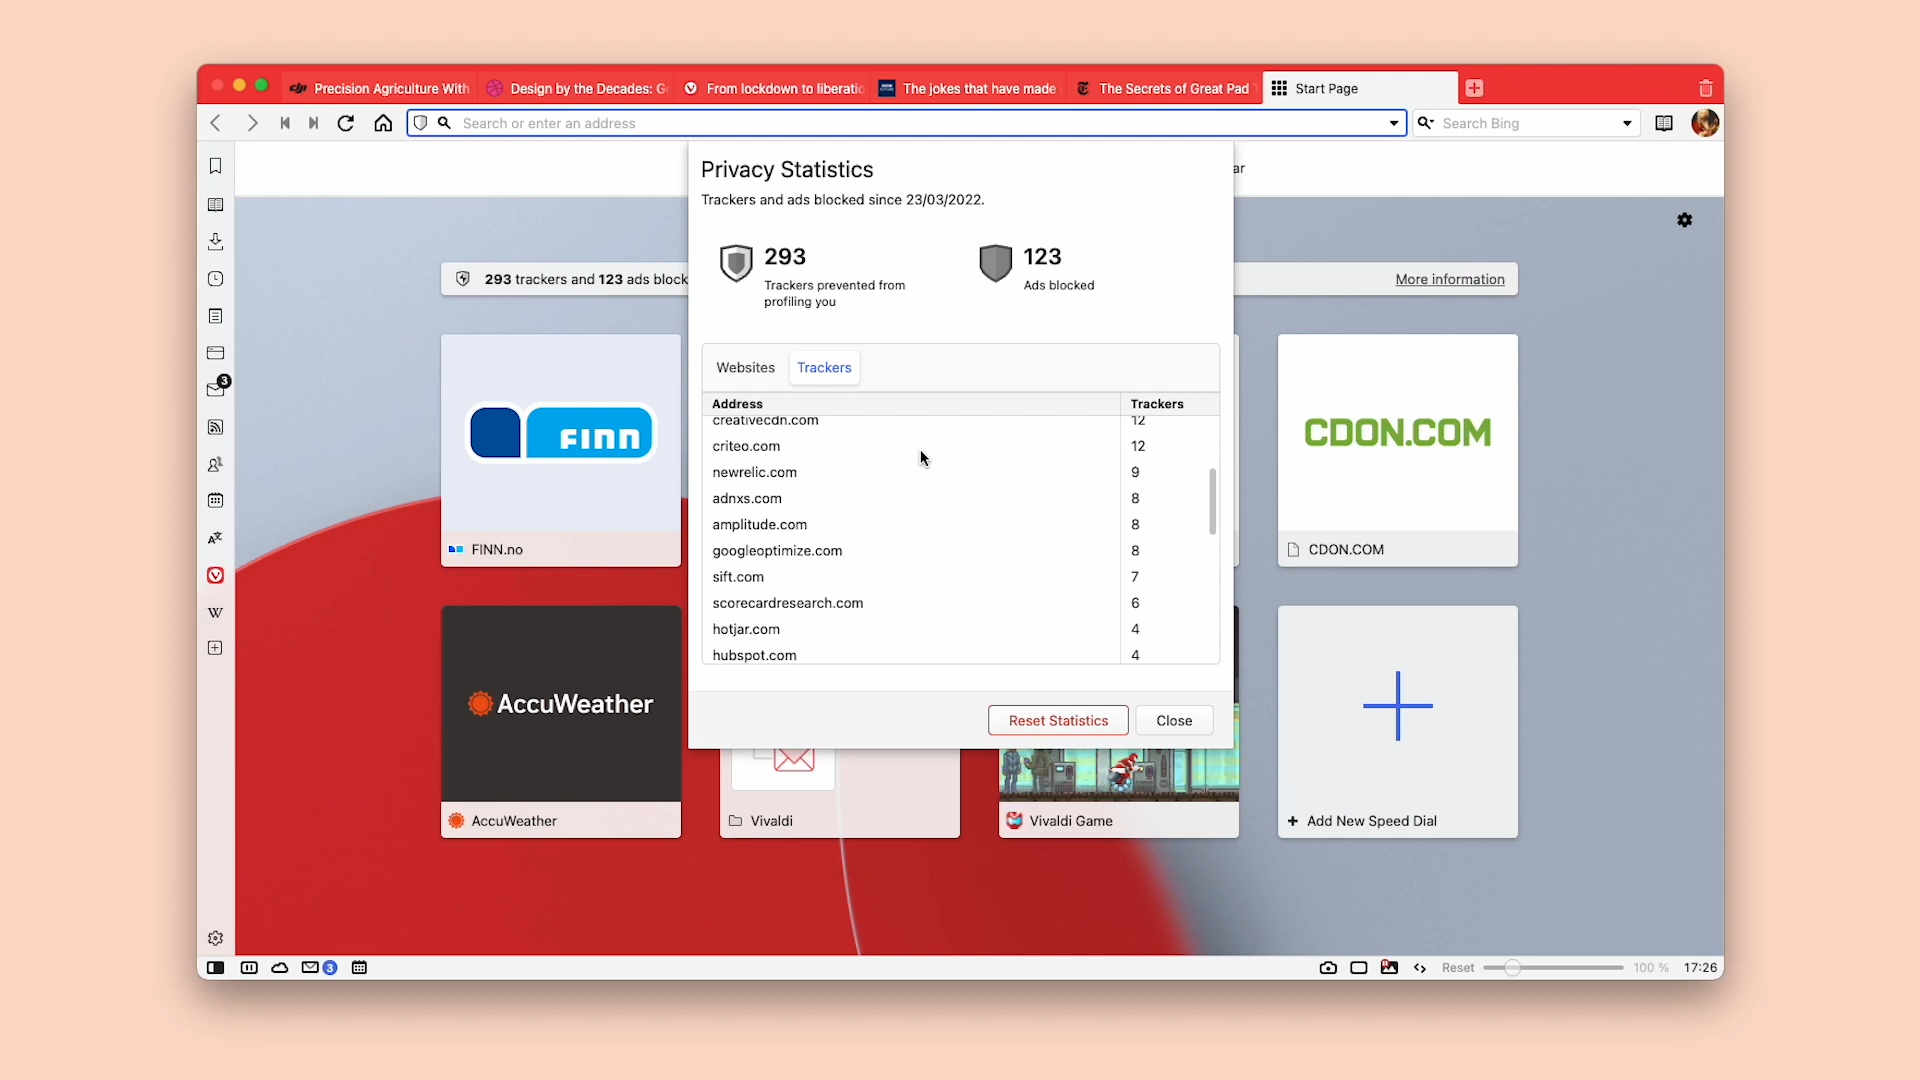 Precision Agriculture With
Design by the Decades: G
From lockdown to liberatio
The jokes that have made
The Secrets of Great Pad
Start Page
Search or enter an address
Search Bing
Privacy Statistics
ar
Trackers and ads blocked since 23/03/2022.
293
Trackers prevented from
profiling you
123
Ads blocked
293 trackers and 123 ads block
More information
Websites
Trackers
Address
Trackers
creativecdn.com
12
criteo.com
12
newrelic.com
9
adnxs.com
8
amplitude.com
8
googleoptimize.com
8
sift.com
7
scorecardresearch.com
6
hotjar.com
4
hubspot.com
4
Reset Statistics
Close
3
FINN
FINN.no
CDON.COM
CDON.COM
AccuWeather
AccuWeather
Vivaldi
Vivaldi Game
Add New Speed Dial
W
3
Reset
100 %
17:26